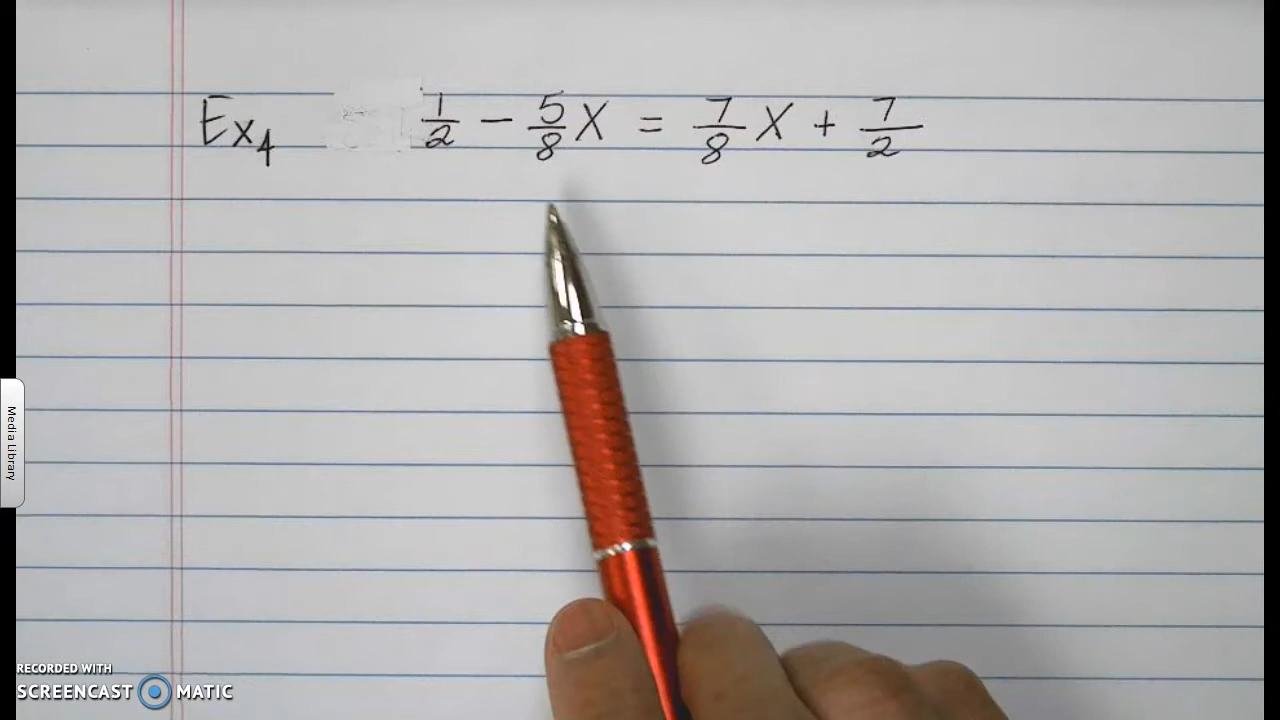 Ex4 1/2 - 5/8 X = 7/8 X + 7/2
Media Library
RECORDED WITH
SCREENCAST MATIC